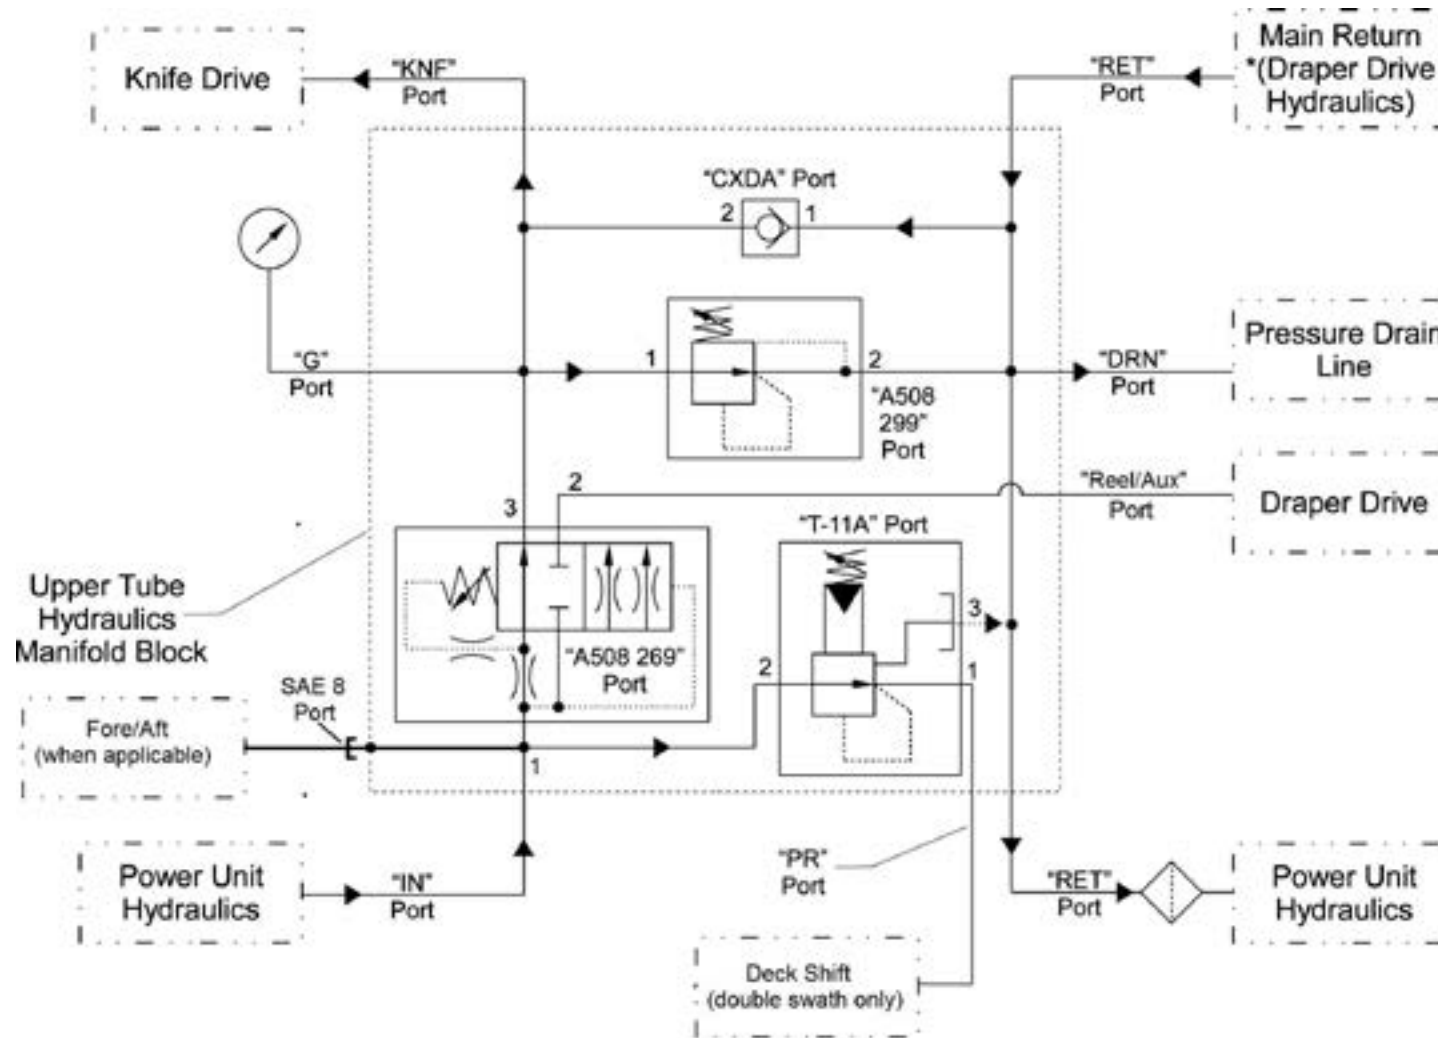 Knife Drive
"KNF"
Port
"RET"
Port
Main Return
*(Draper Drive
Hydraulics)
"CXDA" Port
2
1
"G"
Port
1
2
"A508
299"
Port
"DRN"
Port
Pressure Drain
Line
2
3
"Reel/Aux"
Port
Draper Drive
"T-11A" Port
Upper Tube
Hydraulics
Manifold Block
"A508 269"
Port
3
2
1
SAE 8
Port
Fore/Aft
(when applicable)
1
Power Unit
Hydraulics
"IN"
Port
"PR"
Port
"RET"
Port
Power Unit
Hydraulics
Deck Shift
(double swath only)